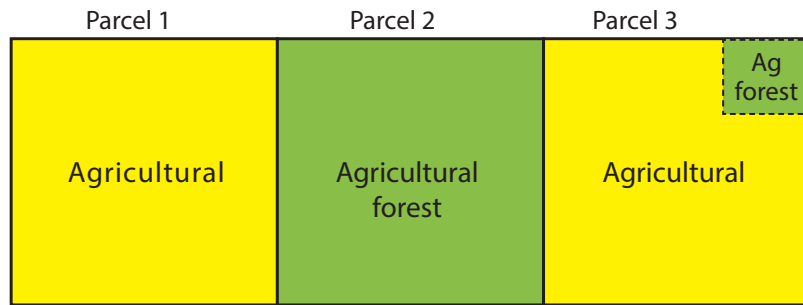 Parcel 1
Parcel 2
Parcel 3
Ag
forest
Agricultural
Agricultural
forest
Agricultural